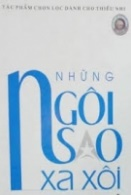 TÁC PHẨM CHỌN LỌC DÀNH CHO THIẾU NHI
NHỮNG
NGÔI
SAO
xa xôi